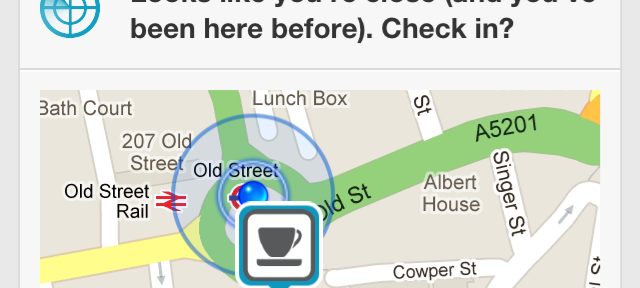 Looks like you're close (and you've
been here before). Check in?
Bath Court
Lunch Box
St
A5201
207 Old
Street
Old Street
Old Street
Rail
Old St
Albert
House
Singer St
Cowper St